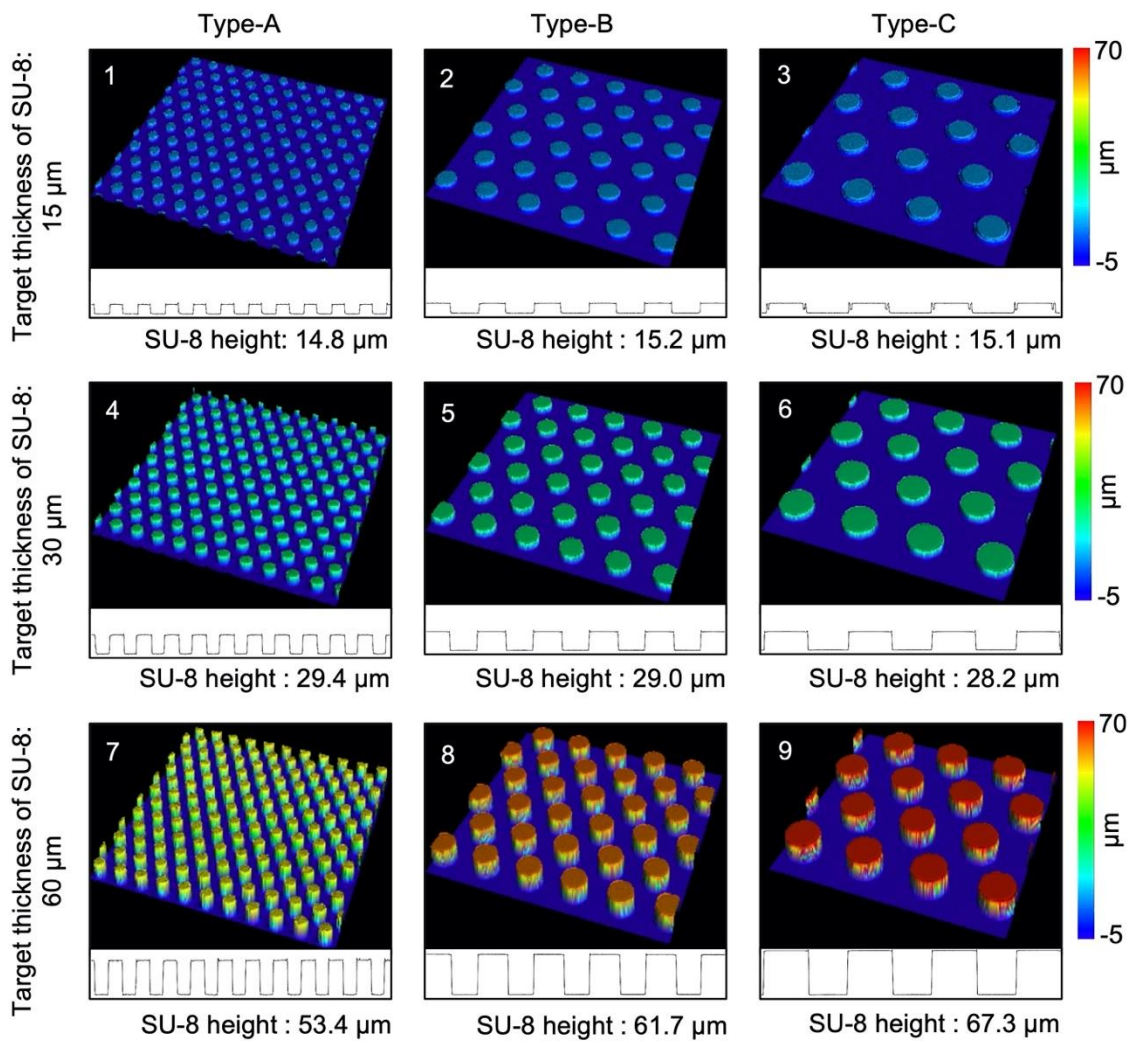 Type-A
Type-B
Type-C
Target thickness of SU-8:
15 µm
1
2
3
70
µm
-5
SU-8 height: 14.8 µm
SU-8 height : 15.2 µm
SU-8 height : 15.1 µm
Target thickness of SU-8:
30 µm
4
5
6
70
µm
-5
SU-8 height : 29.4 µm
SU-8 height : 29.0 µm
SU-8 height : 28.2 µm
Target thickness of SU-8:
60 µm
7
8
9
70
µm
-5
SU-8 height : 53.4 µm
SU-8 height : 61.7 µm
SU-8 height : 67.3 µm